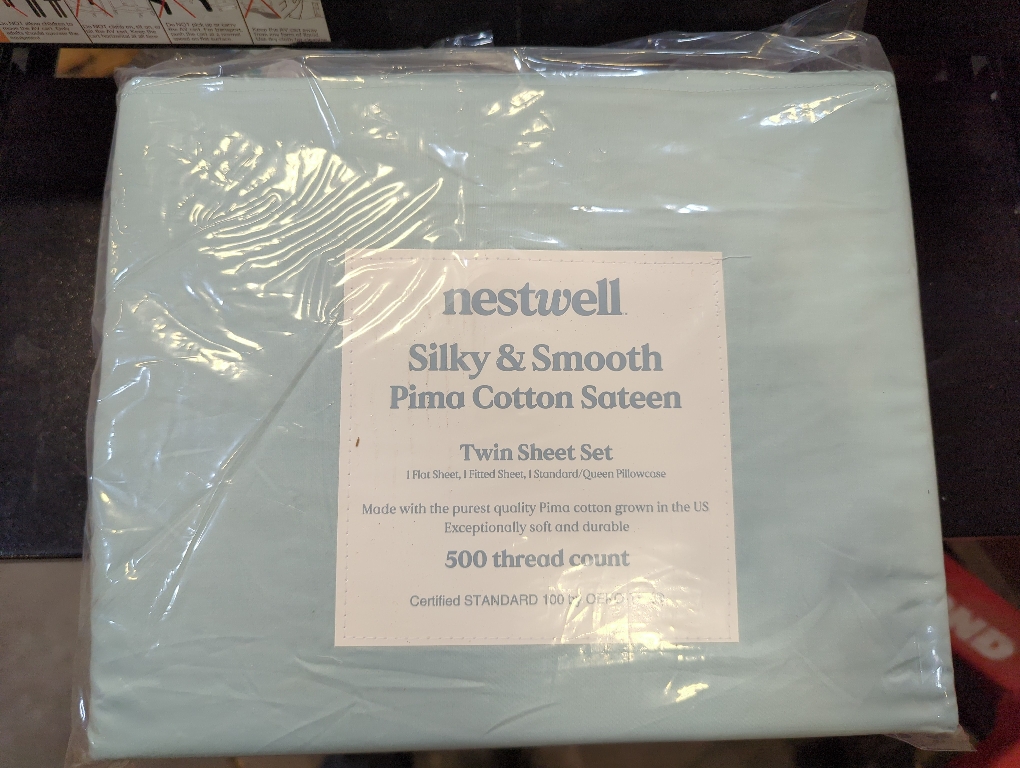 nestwell
Silky & Smooth
Pima Cotton Sateen
Twin Sheet Set
1 Flat Sheet, 1 Fitted Sheet, 1 Standard/Queen Pillowcase
Made with the purest quality Pima cotton grown in the US
Exceptionally soft and durable
500 thread count
Certified STANDARD 100 by
ND